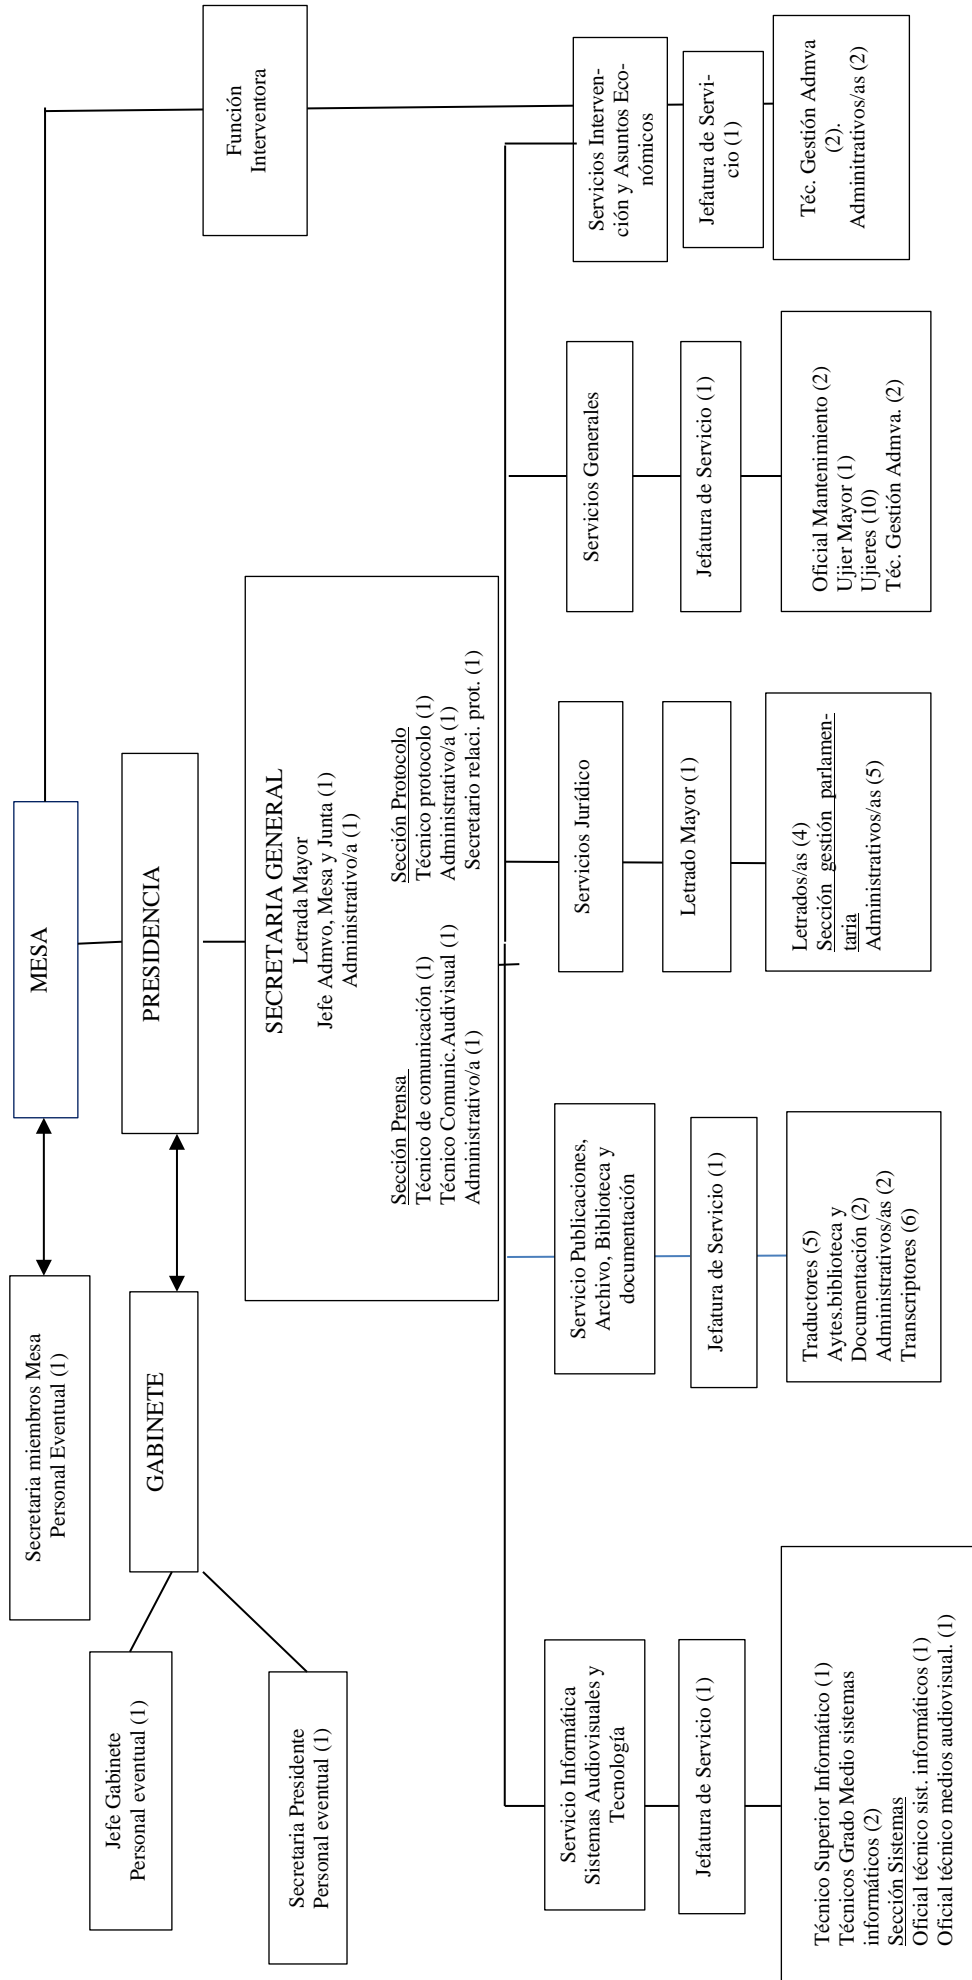 MESA
Secretaria miembros Mesa
Personal Eventual (1)
PRESIDENCIA
GABINETE
Jefe Gabinete
Personal eventual (1)
Secretaria Presidente
Personal eventual (1)
Función
Interventora
SECRETARIA GENERAL
Letrada Mayor
Jefe Admvo, Mesa y Junta (1)
Administrativo/a (1)
Sección Prensa
Técnico de comunicación (1)
Técnico Comunic.Audivisual (1)
Administrativo/a (1)
Sección Protocolo
Técnico protocolo (1)
Administrativo/a (1)
Secretario relaci. prot. (1)
Servicio Informática
Sistemas Audiovisuales y
Tecnología
Jefatura de Servicio (1)
Técnico Superior Informático (1)
Técnicos Grado Medio sistemas
informáticos (2)
Sección Sistemas
Oficial técnico sist. informáticos (1)
Oficial técnico medios audiovisual. (1)
Servicio Publicaciones,
Archivo, Biblioteca y
documentación
Jefatura de Servicio (1)
Traductores (5)
Aytes.biblioteca y
Documentación (2)
Administrativos/as (2)
Transcriptores (6)
Servicios Jurídico
Letrado Mayor (1)
Letrados/as (4)
Sección gestión parlamen-
taria
Administrativos/as (5)
Servicios Generales
Jefatura de Servicio (1)
Oficial Mantenimiento (2)
Ujier Mayor (1)
Ujieres (10)
Téc. Gestión Admva. (2)
Servicios Interven-
ción y Asuntos Eco-
nómicos
Jefatura de Servi-
cio (1)
Téc. Gestión Admva
(2).
Adminitrativos/as (2)